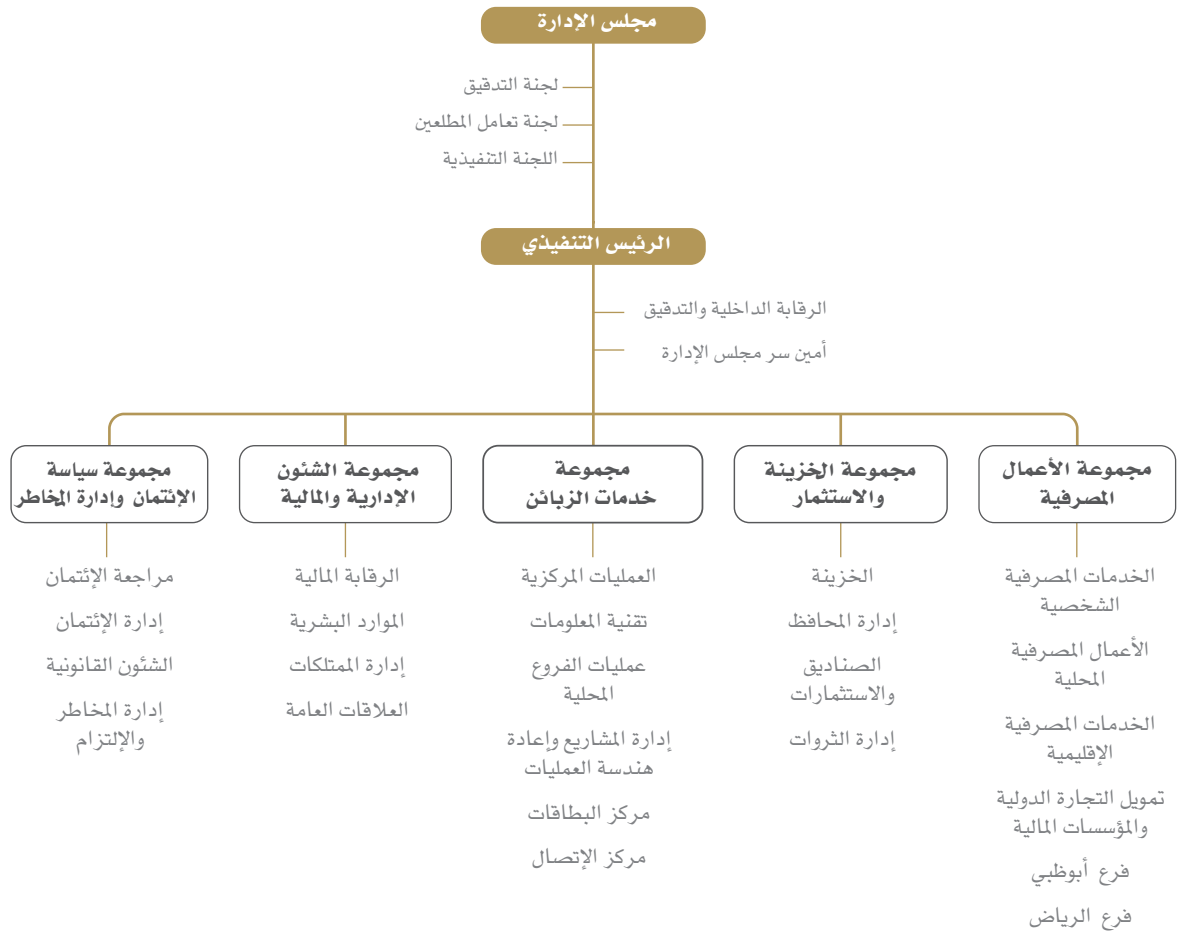 مجلس الإدارة
لجنة التدقيق
لجنة تعامل المطلعين
اللجنة التنفيذية
الرئيس التنفيذي
الرقابة الداخلية والتدقيق
أمين سر مجلس الإدارة
مجموعة الأعمال
المصرفية
الخدمات المصرفية
الشخصية
الأعمال المصرفية
المحلية
الخدمات المصرفية
الإقليمية
تمويل التجارة الدولية
والمؤسسات المالية
فرع أبوظبي
فرع الرياض
مجموعة الخزينة
والاستثمار
الخزينة
إدارة المحافظ
الصناديق
والاستثمارات
إدارة الثروات
مجموعة
خدمات الزبائن
العمليات المركزية
تقنية المعلومات
عمليات الفروع
المحلية
إدارة المشاريع وإعادة
هندسة العمليات
مركز البطاقات
مركز الإتصال
مجموعة الشئون
الإدارية والمالية
الرقابة المالية
الموارد البشرية
إدارة الممتلكات
العلاقات العامة
مجموعة سياسة
الإئتمان وإدارة المخاطر
مراجعة الإئتمان
إدارة الإئتمان
الشئون القانونية
إدارة المخاطر
والإلتزام